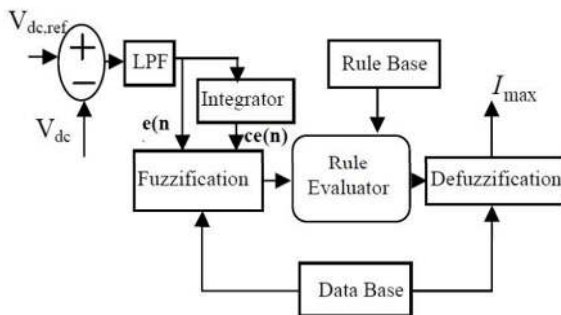 V_dc,ref
+
−
LPF
Integrator
Rule Base
I_max
V_dc
e(n
ce(n)
Fuzzification
Rule
Evaluator
Defuzzification
Data Base